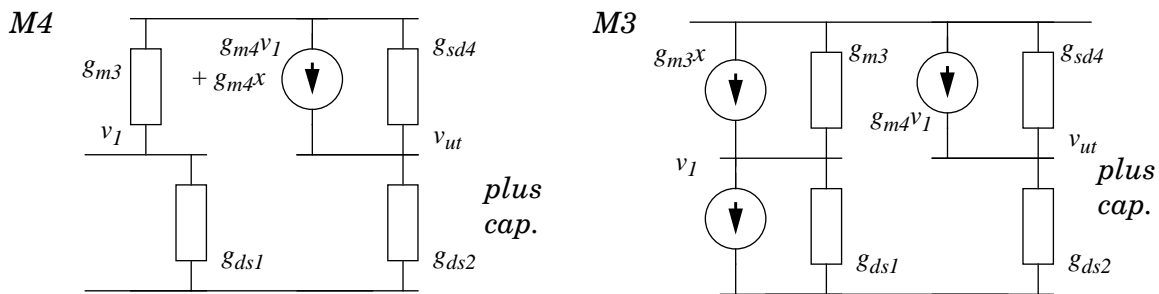 M4
g_m3
g_m4v_1
+ g_m4x
g_sd4
v_1
v_ut
g_ds1
g_ds2
plus
cap.
M3
g_m3x
g_m3
g_m4v_1
g_sd4
v_1
v_ut
g_ds1
g_ds2
plus
cap.